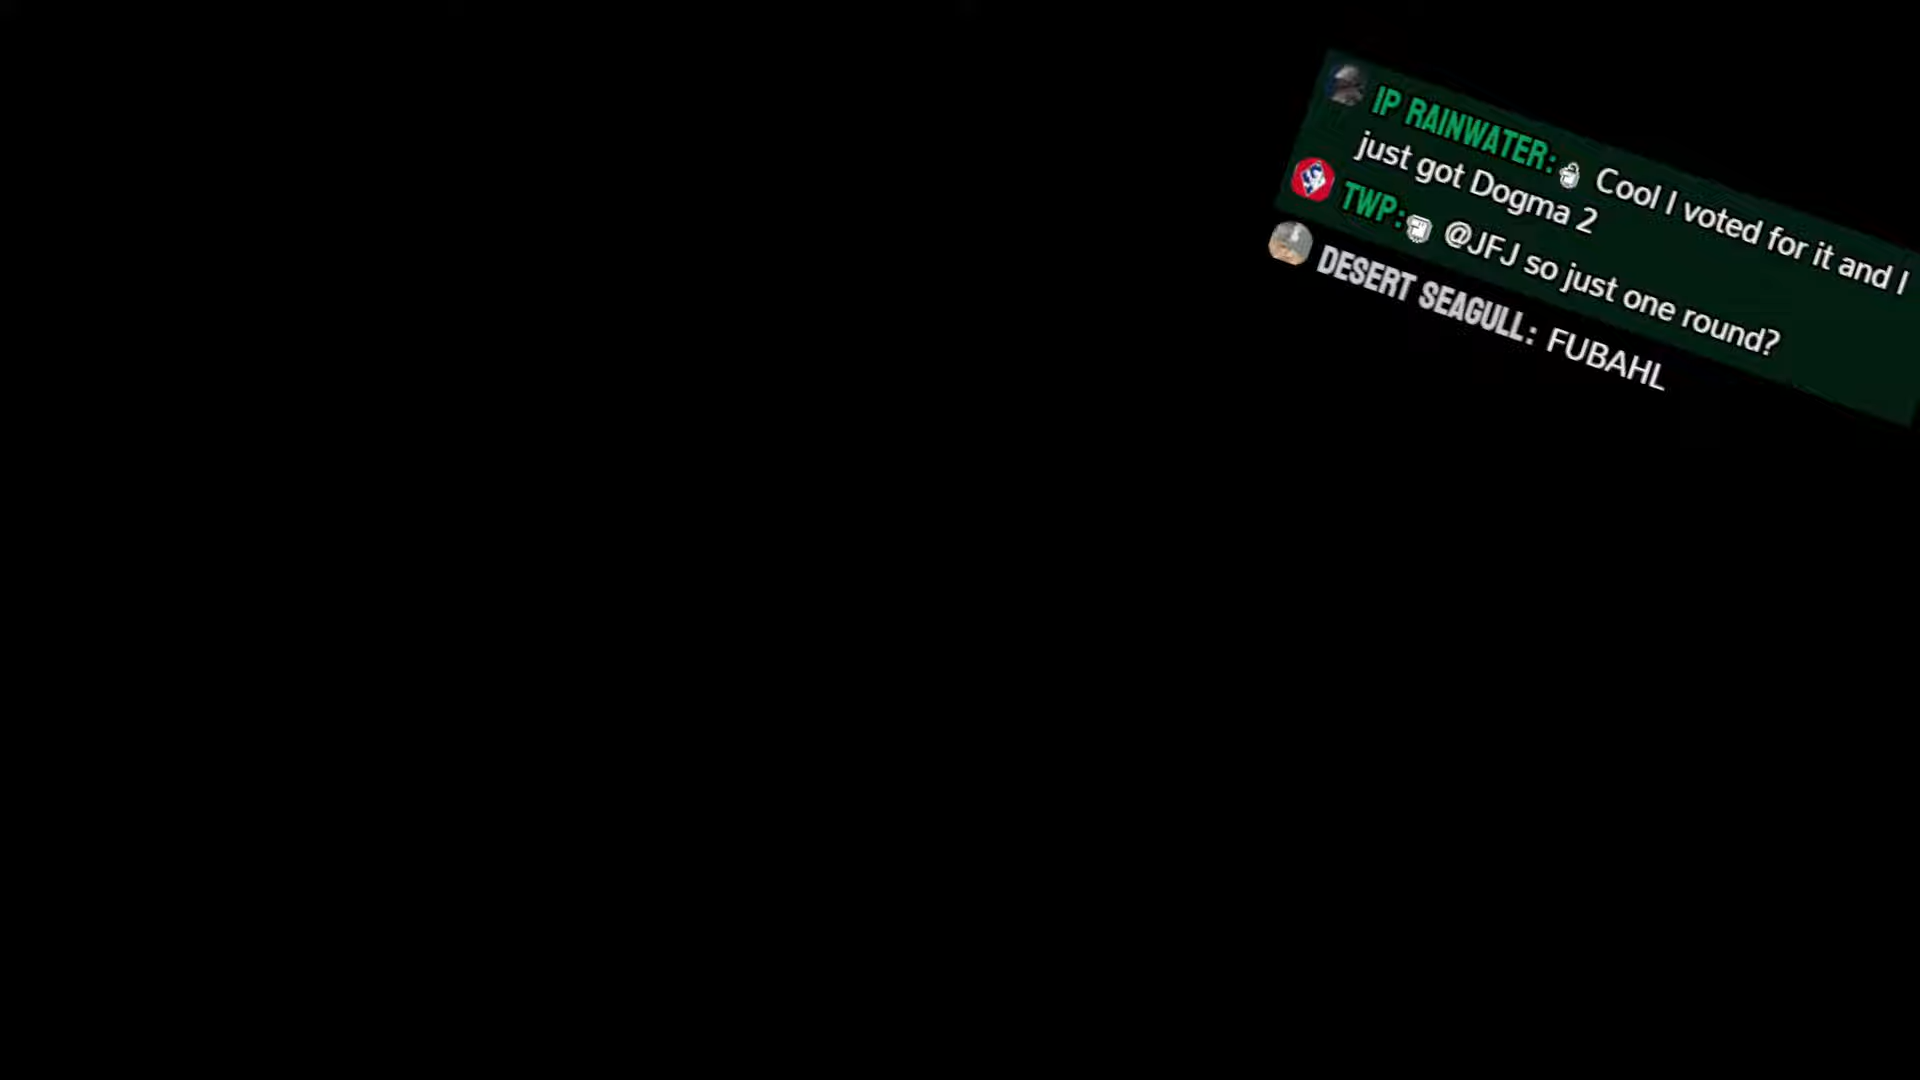 IP RAINWATER: Cool I voted for it and I
just got Dogma 2
TWP: @JFJ so just one round?
DESERT SEAGULL: FUBAHL